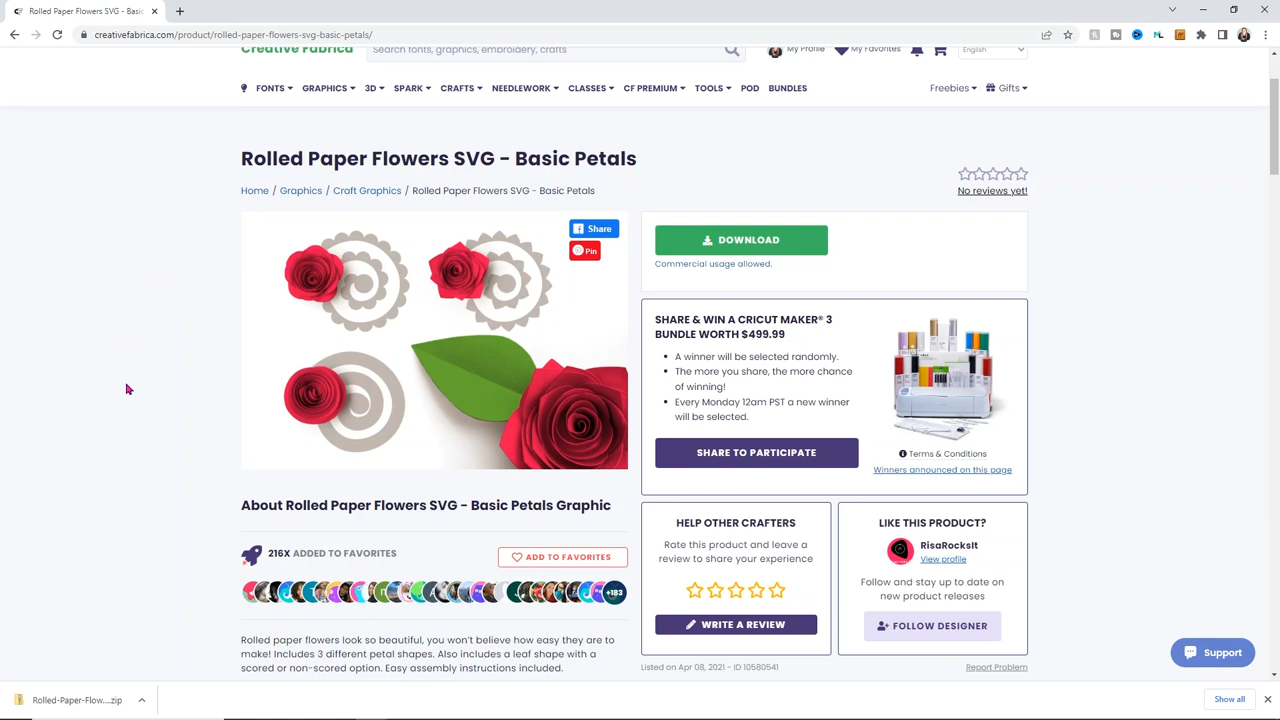 Rolled Paper Flowers SVG - Basic
creativefabrica.com/product/rolled-paper-flowers-svg-basic-petals/
Creative Fabrica
Search fonts, graphics, embroidery, crafts
My Profile
My Favorites
English
FONTS
GRAPHICS
3D
SPARK
CRAFTS
NEEDLEWORK
CLASSES
CF PREMIUM
TOOLS
POD
BUNDLES
Freebies
Gifts
Rolled Paper Flowers SVG - Basic Petals
Home / Graphics / Craft Graphics / Rolled Paper Flowers SVG - Basic Petals
No reviews yet!
Share
Pin
DOWNLOAD
Commercial usage allowed.
SHARE & WIN A CRICUT MAKER® 3
BUNDLE WORTH $499.99
• A winner will be selected randomly.
• The more you share, the more chance
of winning!
• Every Monday 12am PST a new winner
will be selected.
SHARE TO PARTICIPATE
Terms & Conditions
Winners announced on this page
About Rolled Paper Flowers SVG - Basic Petals Graphic
216X ADDED TO FAVORITES
ADD TO FAVORITES
+183
Rolled paper flowers look so beautiful, you won't believe how easy they are to
make! Includes 3 different petal shapes. Also includes a leaf shape with a
scored or non-scored option. Easy assembly instructions included.
HELP OTHER CRAFTERS
Rate this product and leave a
review to share your experience
WRITE A REVIEW
LIKE THIS PRODUCT?
RisaRocksIt
View profile
Follow and stay up to date on
new product releases
FOLLOW DESIGNER
Listed on Apr 08, 2021 - ID 10580541
Report Problem
Support
Rolled-Paper-Flow....zip
Show all